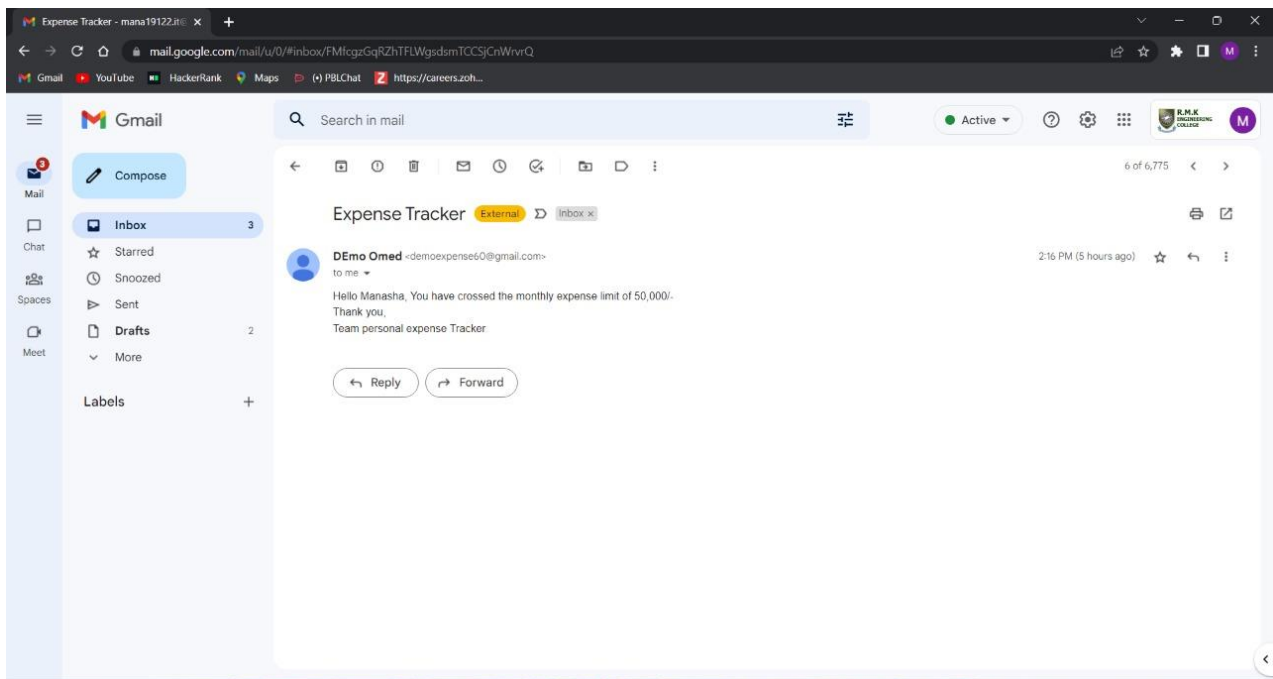 Expense Tracker - mana19122.it@
mail.google.com/mail/u/0/#inbox/FMfcgzGqRZhTFLWgsdsmTCCSjCnWrvrQ
M
Gmail YouTube HackerRank Maps (•) PBLChat https://careers.zoh...
Gmail
Search in mail
Active
R.M.K
ENGINEERING
COLLEGE
M
3
Mail
Compose
6 of 6,775
Expense Tracker External Inbox ×
Inbox 3
Chat
Starred
DEmo Omed <demoexpense60@gmail.com>
2:16 PM (5 hours ago)
to me
Snoozed
Spaces
Hello Manasha, You have crossed the monthly expense limit of 50,000/-
Thank you,
Team personal expense Tracker
Sent
Drafts 2
Meet
More
Reply Forward
Labels